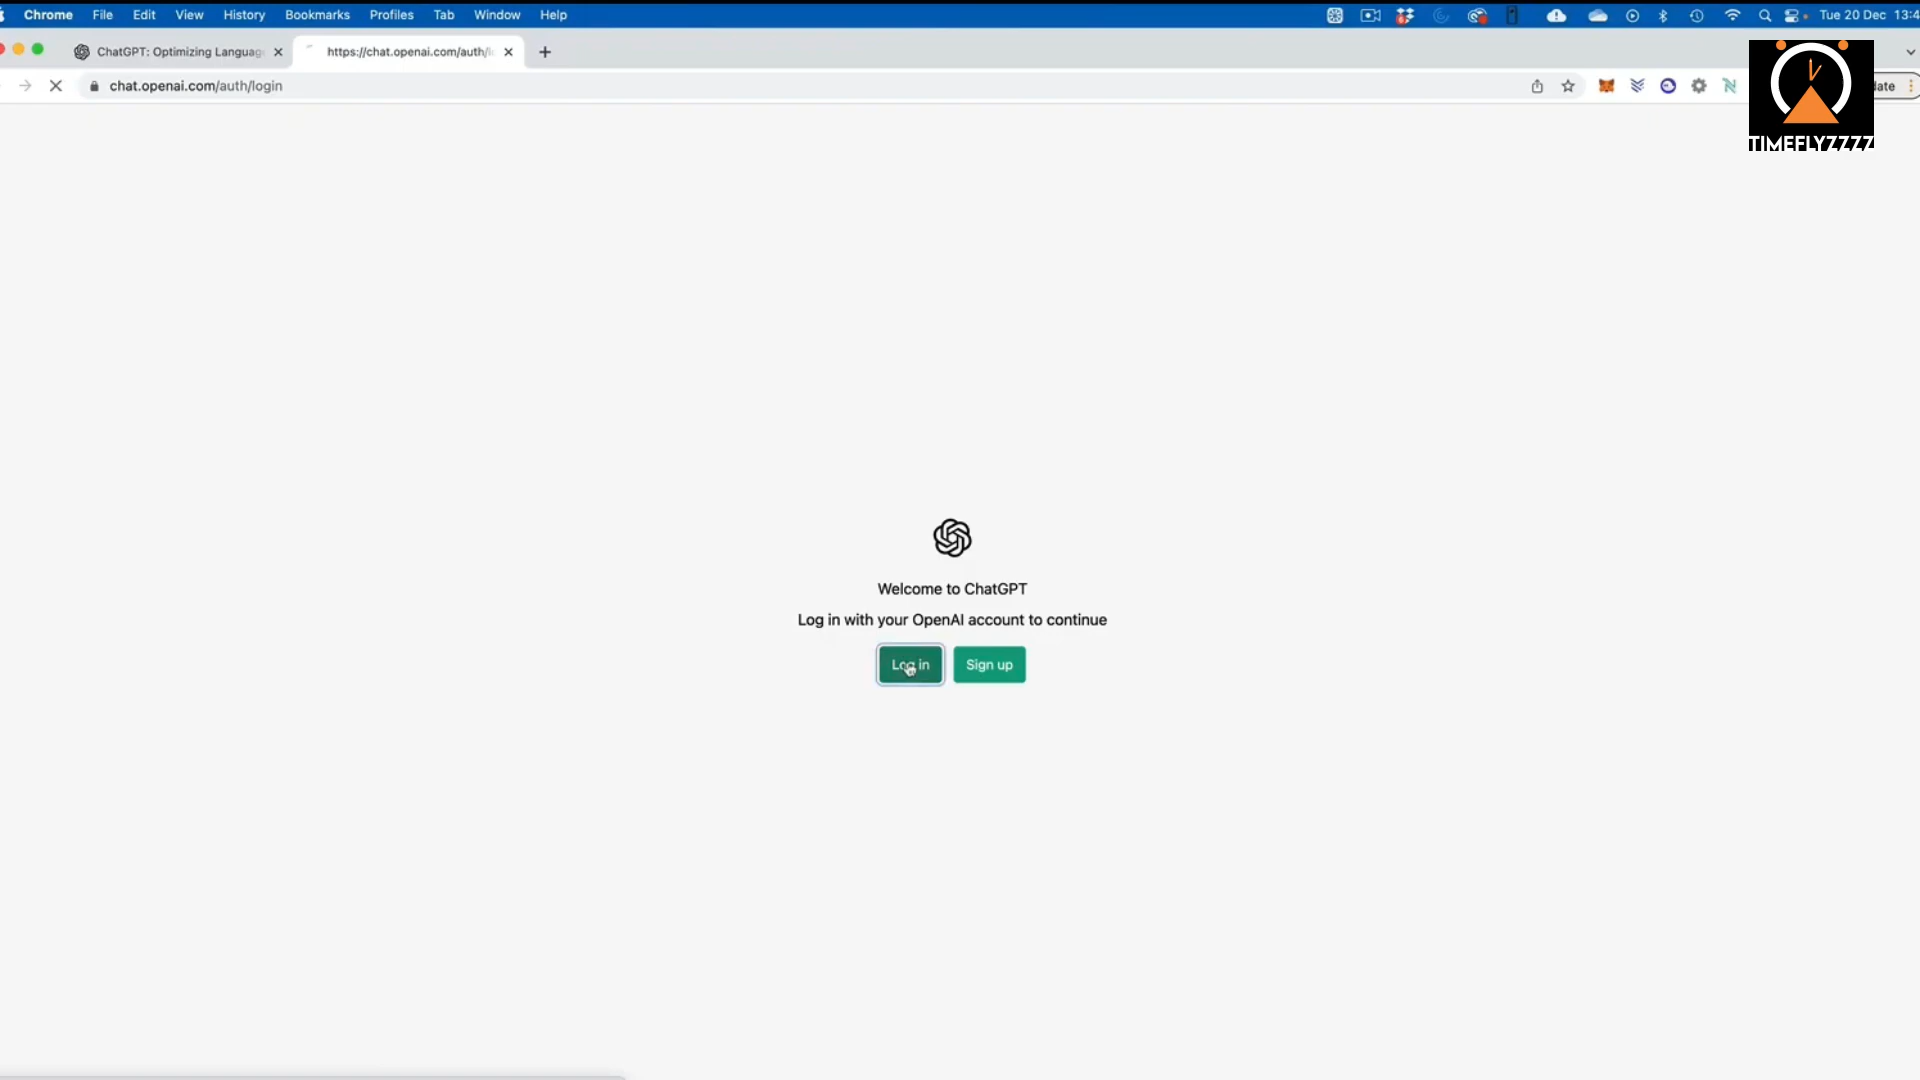 Chrome File Edit View History Bookmarks Profiles Tab Window Help Tue 20 Dec 13:4
ChatGPT: Optimizing Languag https://chat.openai.com/auth/l
chat.openai.com/auth/login
TIMEFLYZZZZ
Welcome to ChatGPT
Log in with your OpenAI account to continue
Log in Sign up